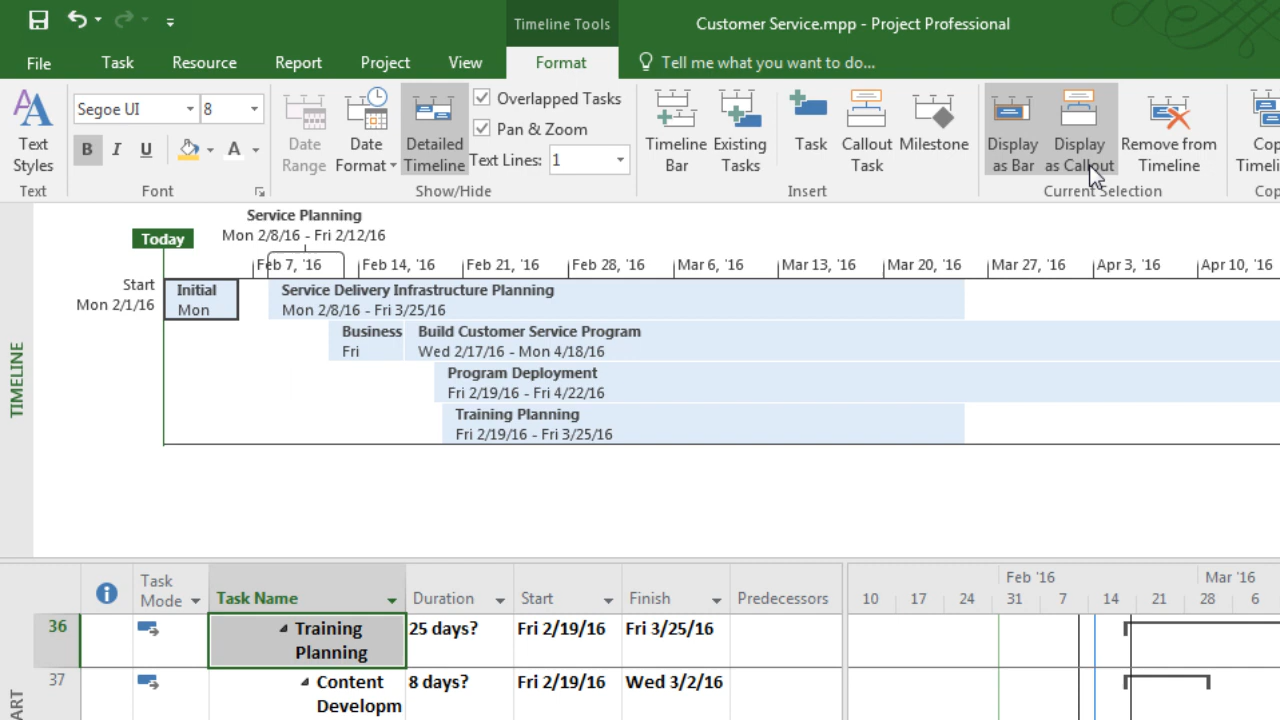 Timeline Tools
Customer Service.mpp - Project Professional
File Task Resource Report Project View Format Tell me what you want to do...
A A Text Styles
Segoe UI 8
B I U A
Date Range
Date Format
Detailed Timeline
Overlapped Tasks
Pan & Zoom
Text Lines: 1
Timeline Bar
Existing Tasks
Task
Callout Task
Milestone
Display as Bar
Display as Callout
Remove from Timeline
Text Font Show/Hide Insert Current Selection
Service Planning
Mon 2/8/16 - Fri 2/12/16
Today
Feb 7, '16 Feb 14, '16 Feb 21, '16 Feb 28, '16 Mar 6, '16 Mar 13, '16 Mar 20, '16 Mar 27, '16 Apr 3, '16 Apr 10, '16
Start
Mon 2/1/16
Initial
Mon
Service Delivery Infrastructure Planning
Mon 2/8/16 - Fri 3/25/16
Business
Fri
Build Customer Service Program
Wed 2/17/16 - Mon 4/18/16
Program Deployment
Fri 2/19/16 - Fri 4/22/16
Training Planning
Fri 2/19/16 - Fri 3/25/16
TIMELINE
Task Mode
Task Name
Duration
Start
Finish
Predecessors
Feb '16 Mar '16
10 17 24 31 7 14 21 28 6
36 Training Planning 25 days? Fri 2/19/16 Fri 3/25/16
37 Content Developm 8 days? Fri 2/19/16 Wed 3/2/16